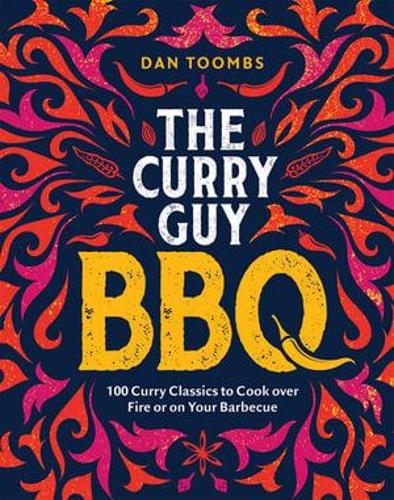 DAN TOOMBS
THE
CURRY
GUY
BBQ
100 Curry Classics to Cook over
Fire or on Your Barbecue